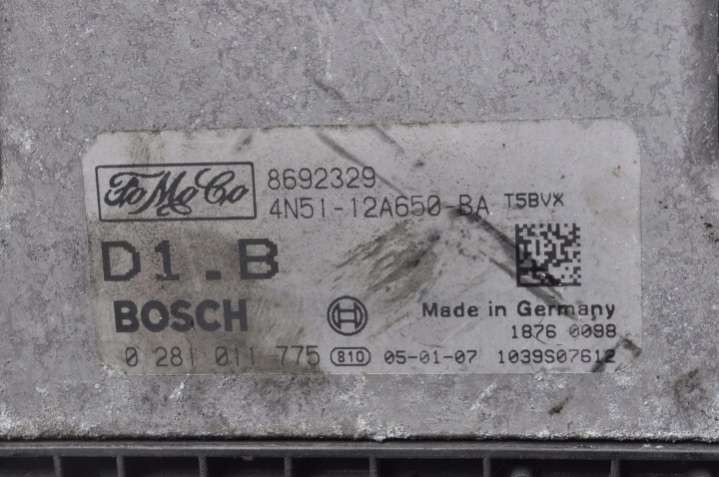 FoMoCo 8692329
4N51-12A650-BA T5BVX
D1.B
BOSCH Made in Germany
1876 0098
0 281 011 775 810 05-01-07 1039S07612